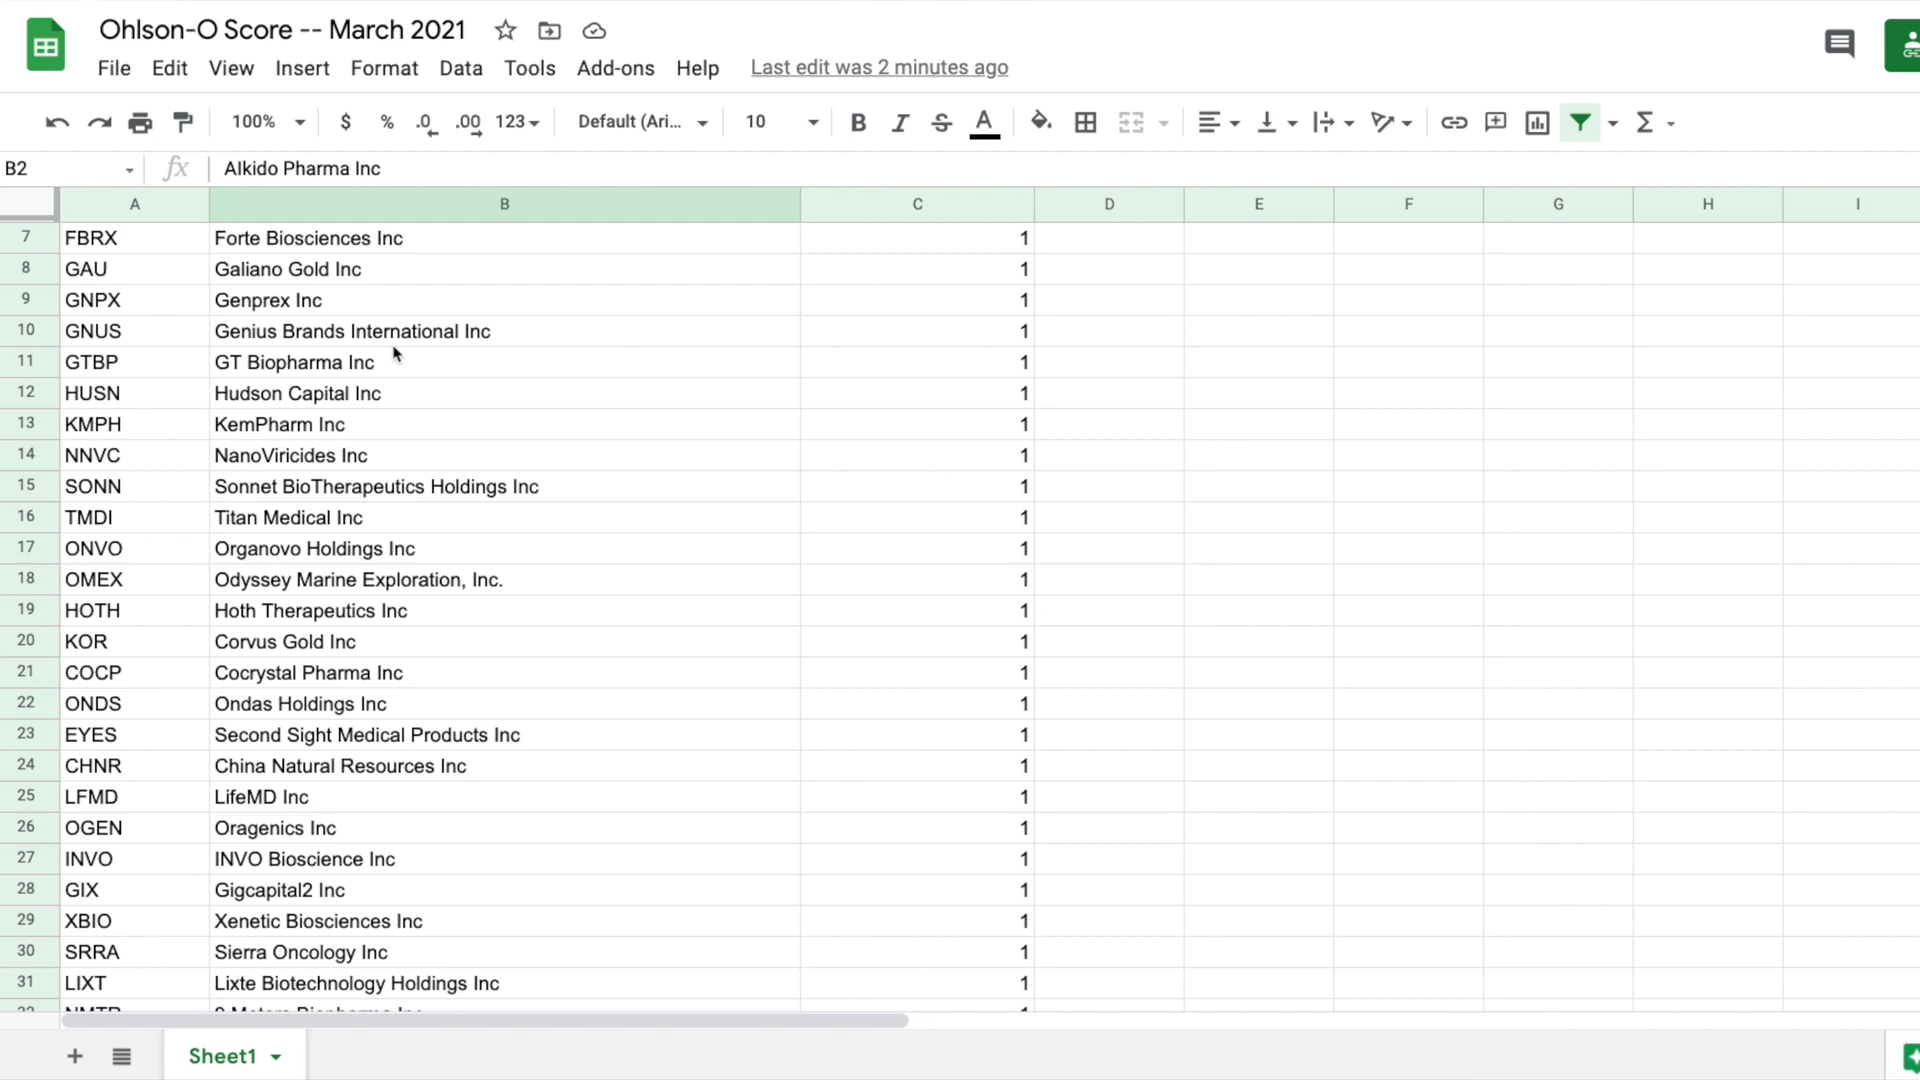 Ohlson-O Score -- March 2021
File Edit View Insert Format Data Tools Add-ons Help Last edit was 2 minutes ago
100% $ % .0 .00 123 Default (Ari... 10 B I S A Σ
B2 fx AIkido Pharma Inc
A B C D E F G H I
7 FBRX Forte Biosciences Inc 1
8 GAU Galiano Gold Inc 1
9 GNPX Genprex Inc 1
10 GNUS Genius Brands International Inc 1
11 GTBP GT Biopharma Inc 1
12 HUSN Hudson Capital Inc 1
13 KMPH KemPharm Inc 1
14 NNVC NanoViricides Inc 1
15 SONN Sonnet BioTherapeutics Holdings Inc 1
16 TMDI Titan Medical Inc 1
17 ONVO Organovo Holdings Inc 1
18 OMEX Odyssey Marine Exploration, Inc. 1
19 HOTH Hoth Therapeutics Inc 1
20 KOR Corvus Gold Inc 1
21 COCP Cocrystal Pharma Inc 1
22 ONDS Ondas Holdings Inc 1
23 EYES Second Sight Medical Products Inc 1
24 CHNR China Natural Resources Inc 1
25 LFMD LifeMD Inc 1
26 OGEN Oragenics Inc 1
27 INVO INVO Bioscience Inc 1
28 GIX Gigcapital2 Inc 1
29 XBIO Xenetic Biosciences Inc 1
30 SRRA Sierra Oncology Inc 1
31 LIXT Lixte Biotechnology Holdings Inc 1
Sheet1